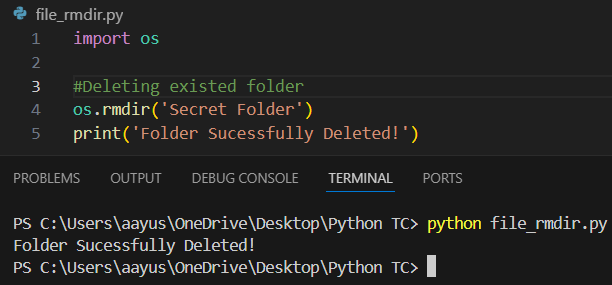 file_rmdir.py
1 import os
2
3 #Deleting existed folder
4 os.rmdir('Secret Folder')
5 print('Folder Sucessfully Deleted!')
PROBLEMS OUTPUT DEBUG CONSOLE TERMINAL PORTS
PS C:\Users\aayus\OneDrive\Desktop\Python TC> python file_rmdir.py
Folder Sucessfully Deleted!
PS C:\Users\aayus\OneDrive\Desktop\Python TC>